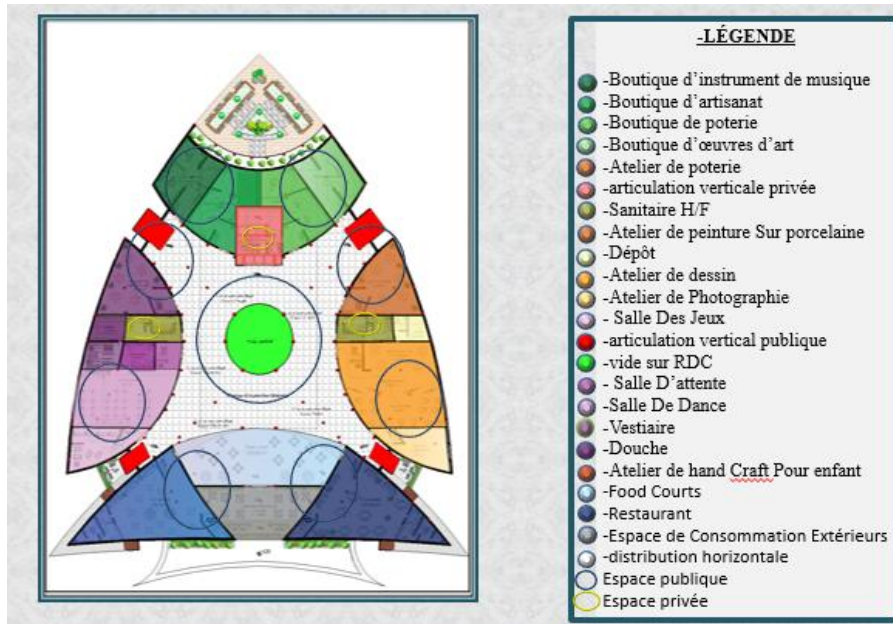 -LÉGENDE
-Boutique d'instrument de musique
-Boutique d'artisanat
-Boutique de poterie
-Boutique d'œuvres d'art
-Atelier de poterie
-articulation verticale privée
-Sanitaire H/F
-Atelier de peinture Sur porcelaine
-Dépôt
-Atelier de dessin
-Atelier de Photographie
- Salle Des Jeux
-articulation vertical publique
-vide sur RDC
- Salle D'attente
-Salle De Dance
-Vestiaire
-Douche
-Atelier de hand Craft Pour enfant
-Food Courts
-Restaurant
-Espace de Consommation Extérieurs
-distribution horizontale
Espace publique
Espace privée